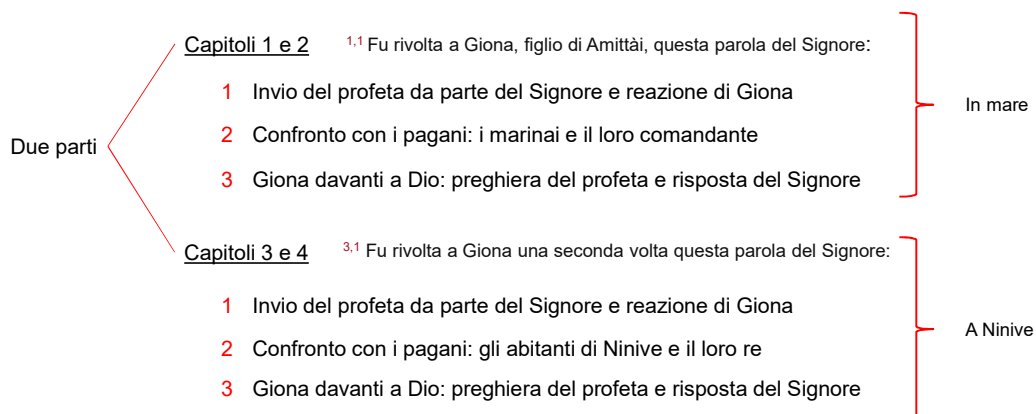 Due parti
Capitoli 1 e 2 1,1 Fu rivolta a Giona, figlio di Amittài, questa parola del Signore:
1 Invio del profeta da parte del Signore e reazione di Giona
2 Confronto con i pagani: i marinai e il loro comandante
3 Giona davanti a Dio: preghiera del profeta e risposta del Signore
In mare
Capitoli 3 e 4 3,1 Fu rivolta a Giona una seconda volta questa parola del Signore:
1 Invio del profeta da parte del Signore e reazione di Giona
2 Confronto con i pagani: gli abitanti di Ninive e il loro re
3 Giona davanti a Dio: preghiera del profeta e risposta del Signore
A Ninive